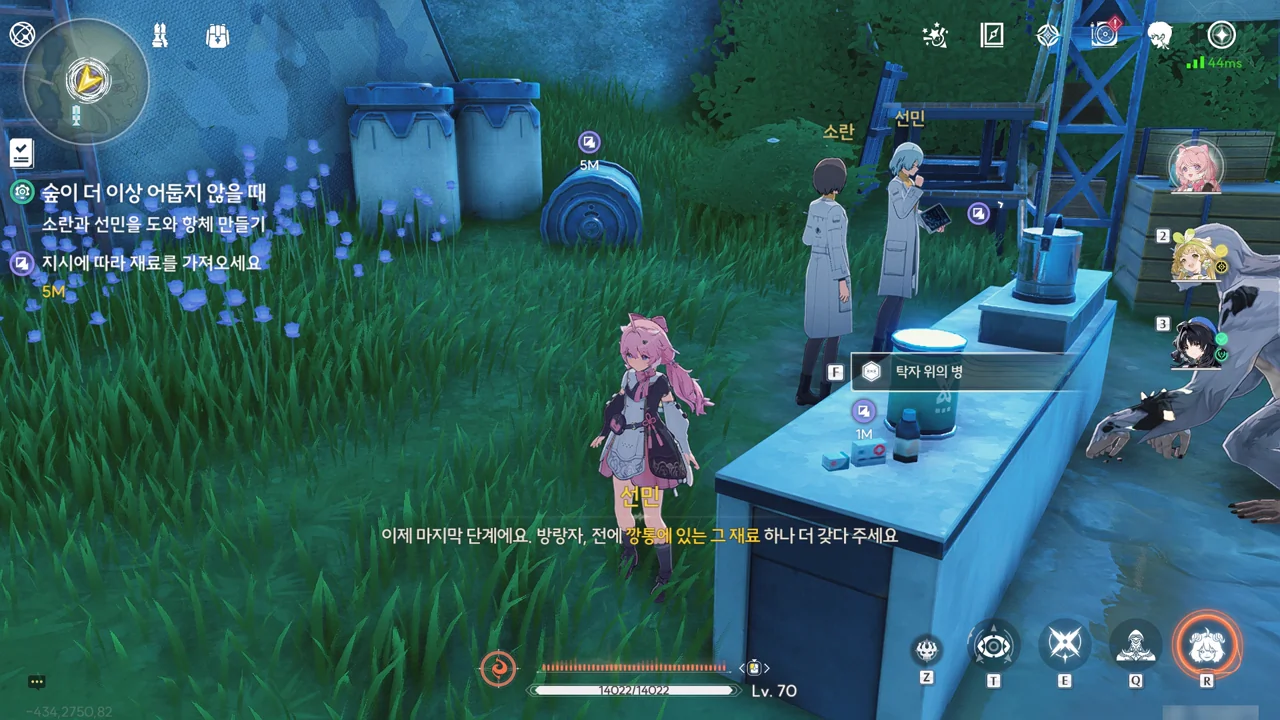 44ms
숲이 더 이상 어둡지 않을 때
소란과 선민을 도와 항체 만들기
지시에 따라 재료를 가져오세요
5M
5M
소란
선민
2
3
F
탁자 위의 병
1M
선민
이제 마지막 단계에요. 방랑자, 전에 깡통에 있는 그 재료 하나 더 갖다 주세요
14022/14022
Lv. 70
Z
T
E
Q
R
-434,2750,82